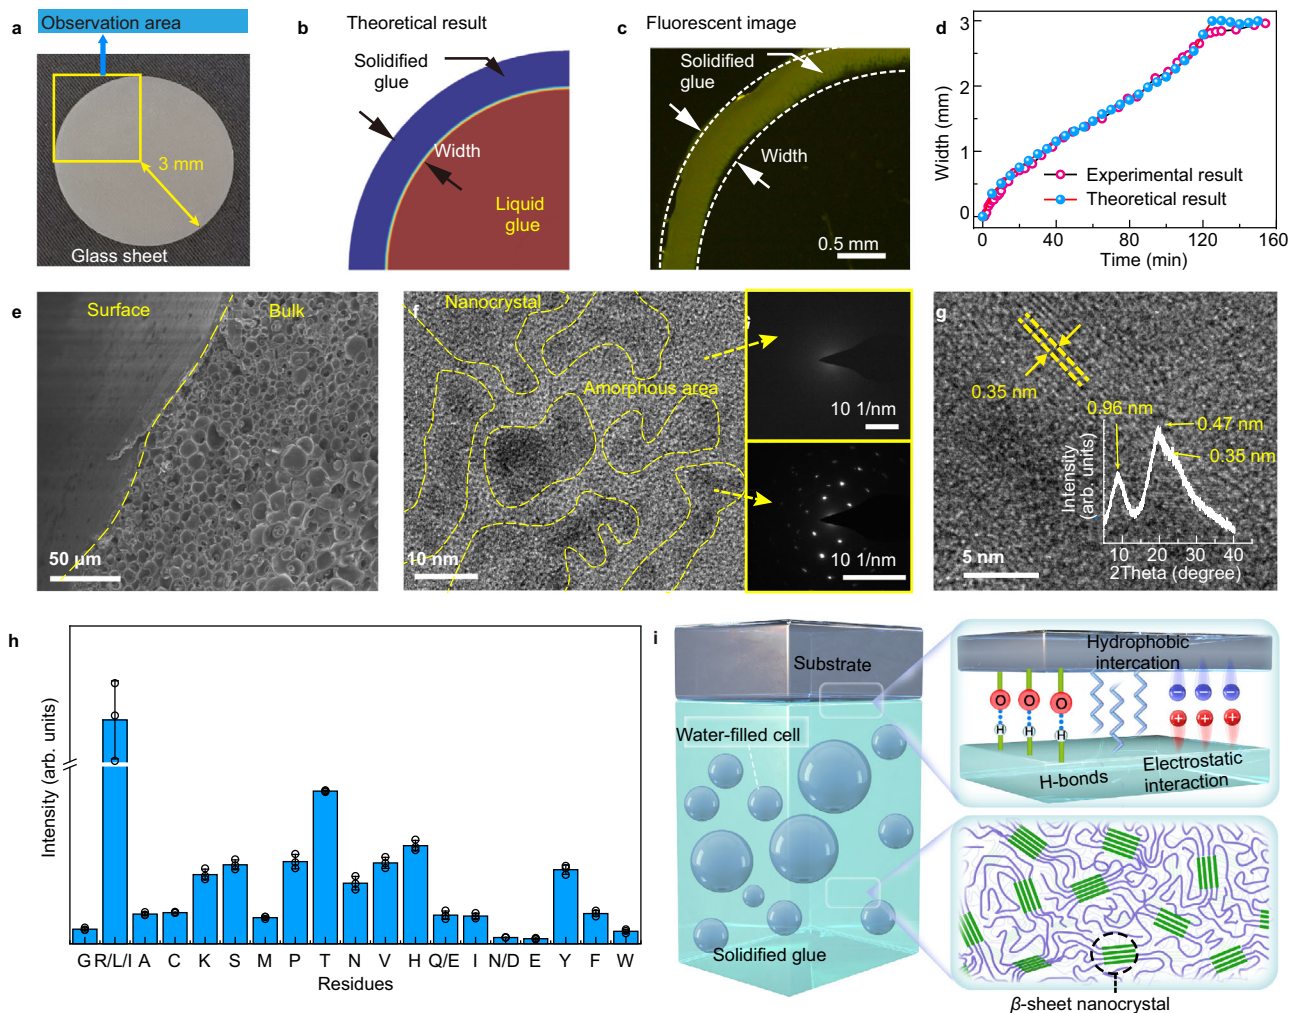 a
Observation area
3 mm
Glass sheet
b
Theoretical result
Solidified
glue
Width
Liquid
glue
c
Fluorescent image
Solidified
glue
Width
0.5 mm
d
Width (mm)
3
2
1
0
Experimental result
Theoretical result
0
40
80
120
160
Time (min)
e
Surface
Bulk
50 μm
f
Nanocrystal
Amorphous area
10 nm
10 1/nm
10 1/nm
g
0.35 nm
0.96 nm
0.47 nm
0.35 nm
Intensity
(arb. units)
10
20
30
40
2Theta (degree)
5 nm
h
Intensity (arb. units)
G R/L/I A C K S M P T N V H Q/E I N/D E Y F W
Residues
i
Substrate
Water-filled cell
Solidified glue
Hydrophobic
intercation
O
O
O
H
H
H
− − −
+ + +
H-bonds
Electrostatic
interaction
β-sheet nanocrystal